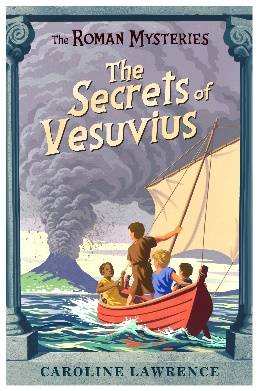 The ROMAN MYSTERIES
The
Secrets of
Vesuvius
CAROLINE LAWRENCE